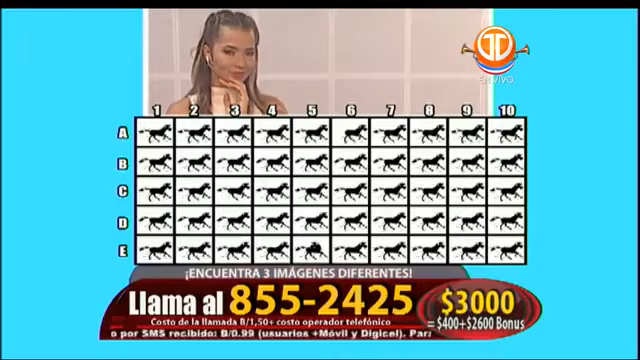 EN VIVO
1 2 3 4 5 6 7 8 9 10
A
B
C
D
E
¡ENCUENTRA 3 IMÁGENES DIFERENTES!
Llama al 855-2425
$3000
= $400+$2600 Bonus
Costo de la llamada B/1,50+ costo operador telefónico
o por SMS recibido: B/0.99 (usuarios +Móvil y Digicel). Para